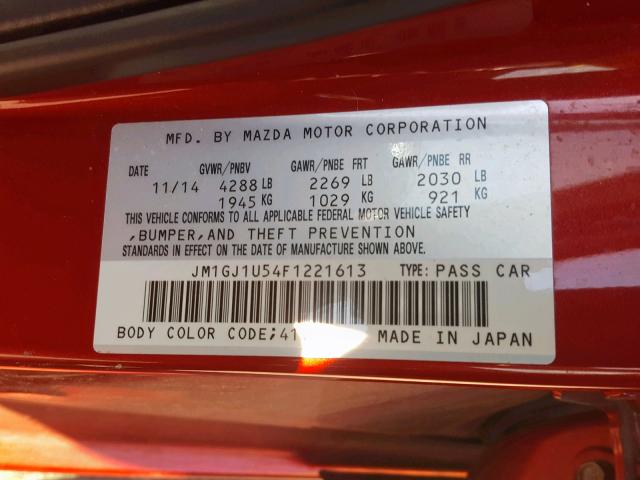 MFD. BY MAZDA MOTOR CORPORATION
DATE GVWR/PNBV GAWR/PNBE FRT GAWR/PNBE RR
11/14 4288 LB 2269 LB 2030 LB
1945 KG 1029 KG 921 KG
THIS VEHICLE CONFORMS TO ALL APPLICABLE FEDERAL MOTOR VEHICLE SAFETY
,BUMPER,AND THEFT PREVENTION
STANDARDS IN EFFECT ON THE DATE OF MANUFACTURE SHOWN ABOVE.
JM1GJ1U54F1221613 TYPE: PASS CAR
BODY COLOR CODE; MADE IN JAPAN